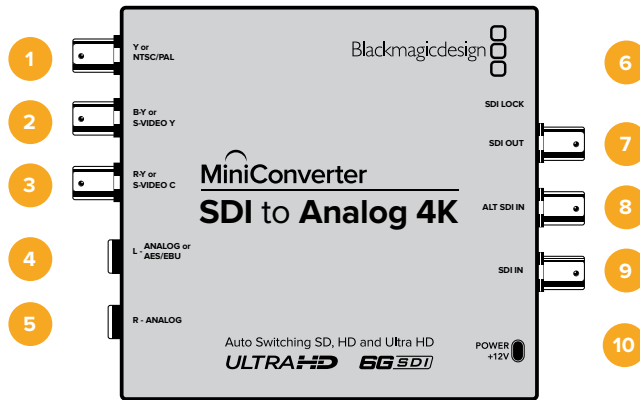 1
Y or
NTSC/PAL
2
B-Y or
S-VIDEO Y
3
R-Y or
S-VIDEO C
4
L - ANALOG or
AES/EBU
5
R - ANALOG
Blackmagicdesign
MiniConverter
SDI to Analog 4K
Auto Switching SD, HD and Ultra HD
ULTRAHD 6G SDI
SDI LOCK
6
SDI OUT
7
ALT SDI IN
8
SDI IN
9
POWER
+12V
10